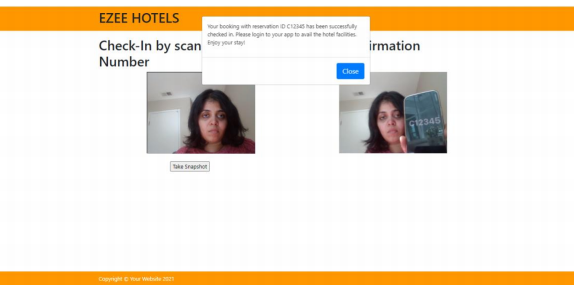 EZEE HOTELS
Your booking with reservation ID C12345 has been successfully
checked in. Please login to your app to avail the hotel facilities.
Enjoy your stay!
Close
Check-In by scan
irmation
Number
C12345
Take Snapshot
Copyright © Your Website 2021